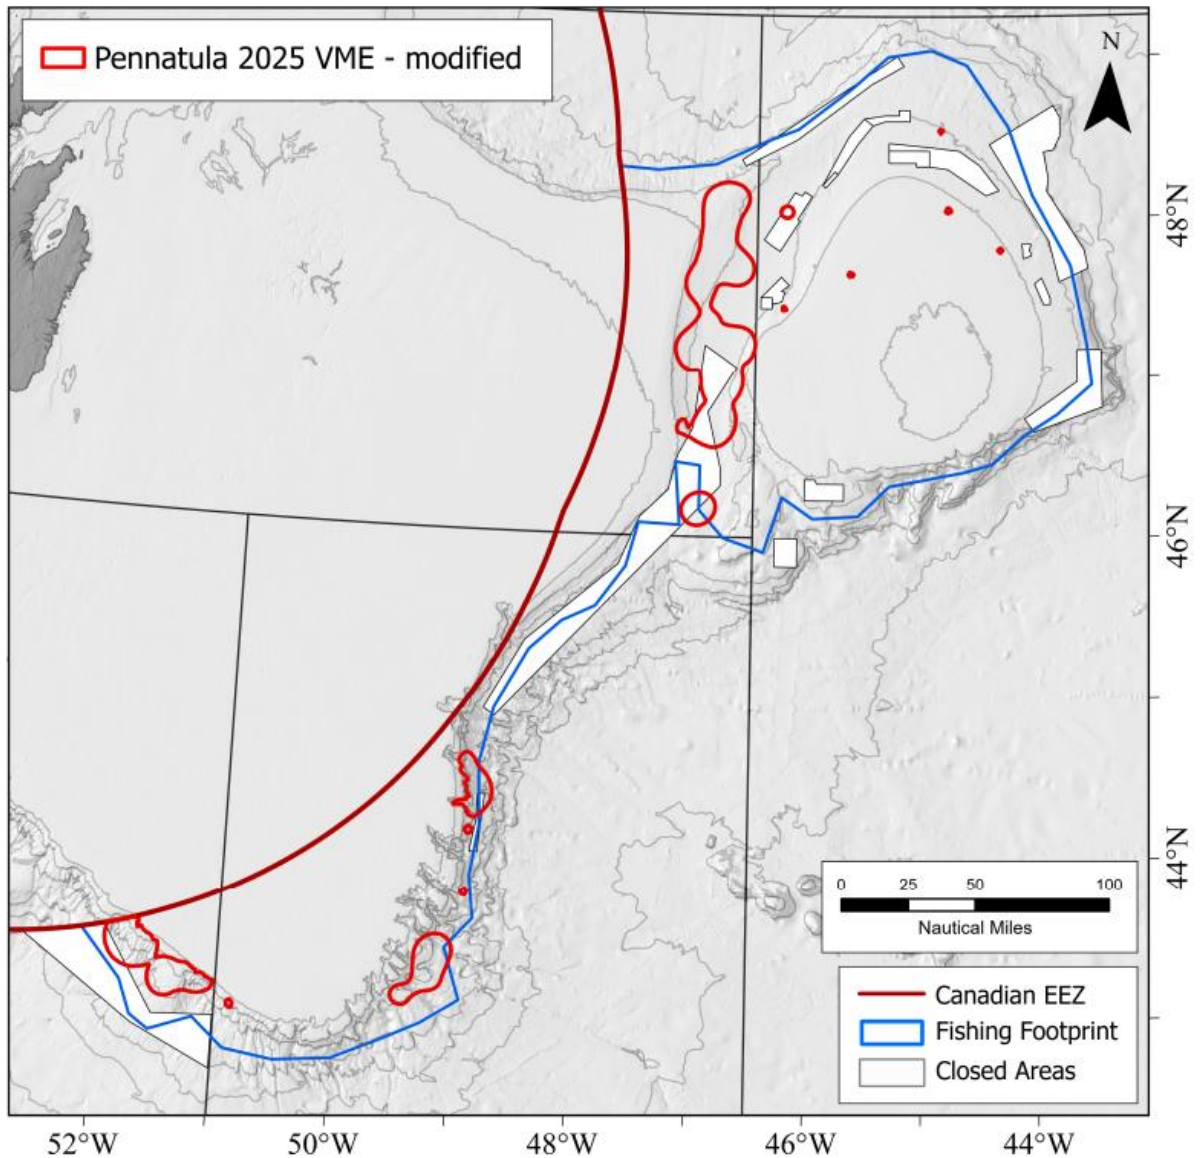 Pennatula 2025 VME - modified
N
48°N
46°N
44°N
0 25 50 100
Nautical Miles
Canadian EEZ
Fishing Footprint
Closed Areas
52°W 50°W 48°W 46°W 44°W